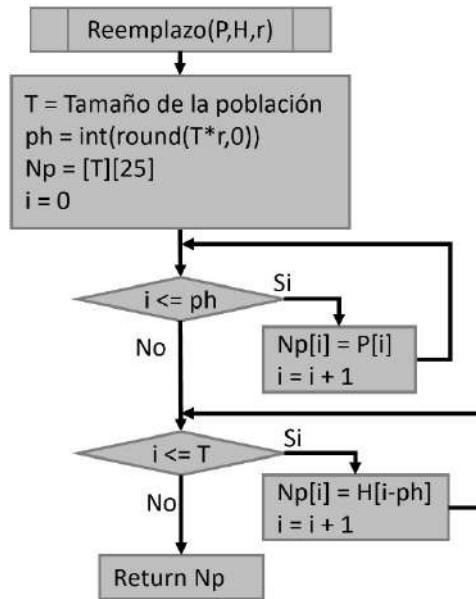 Reemplazo(P,H,r)
T = Tamaño de la población
ph = int(round(T*r,0))
Np = [T][25]
i = 0
i <= ph
Si
No
Np[i] = P[i]
i = i + 1
i <= T
Si
No
Np[i] = H[i-ph]
i = i + 1
Return Np